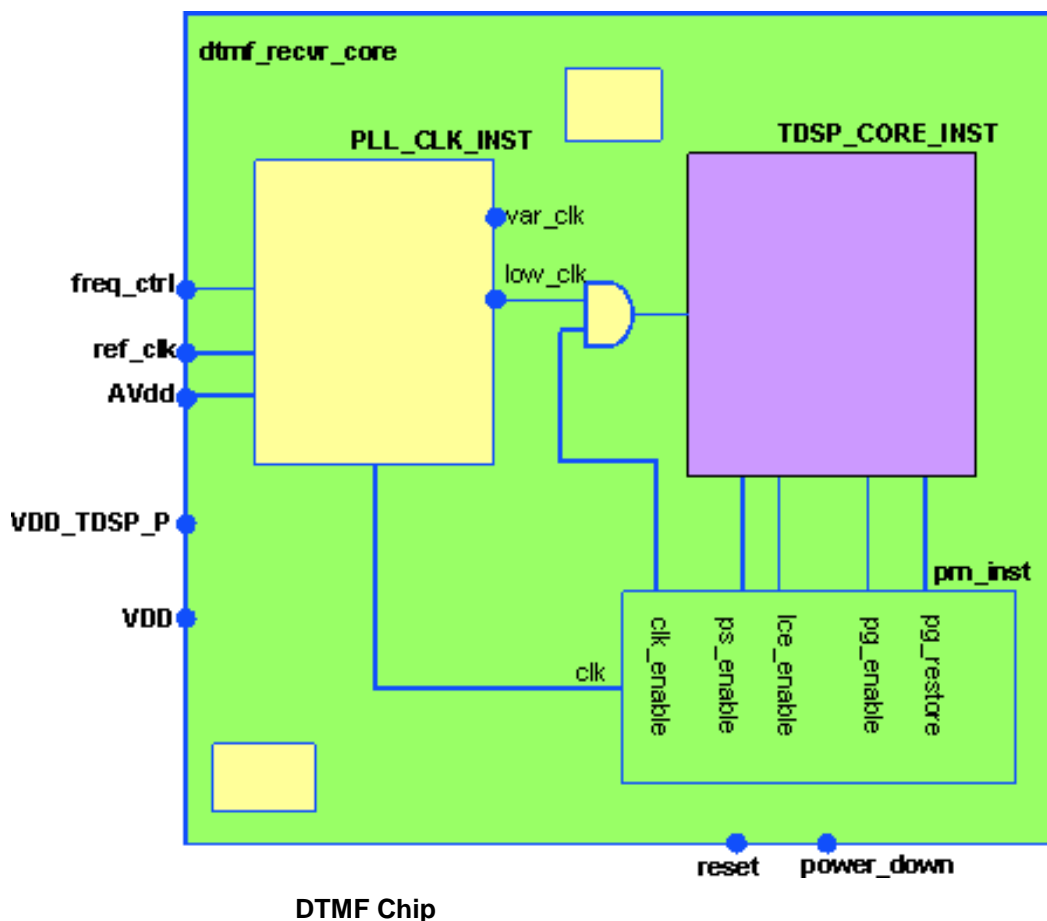 dtmf_recvr_core
PLL_CLK_INST
TDSP_CORE_INST
var_clk
low_clk
freq_ctrl
ref_clk
AVdd
VDD_TDSP_P
VDD
pm_inst
clk
clk_enable
ps_enable
lce_enable
pg_enable
pg_restore
reset
power_down
DTMF Chip